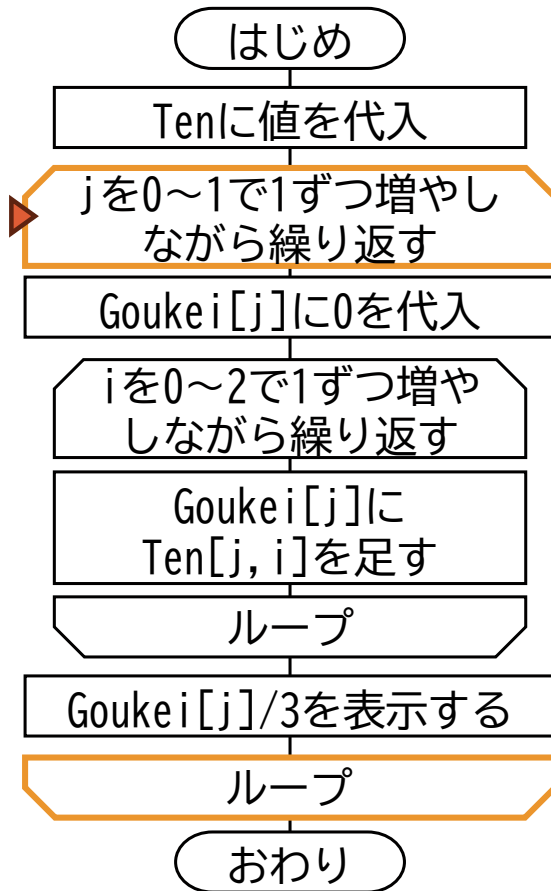 はじめ
Tenに値を代入
jを0～1で1ずつ増やし
ながら繰り返す
Goukei[j]に0を代入
iを0～2で1ずつ増や
しながら繰り返す
Goukei[j]に
Ten[j,i]を足す
ループ
Goukei[j]/3を表示する
ループ
おわり